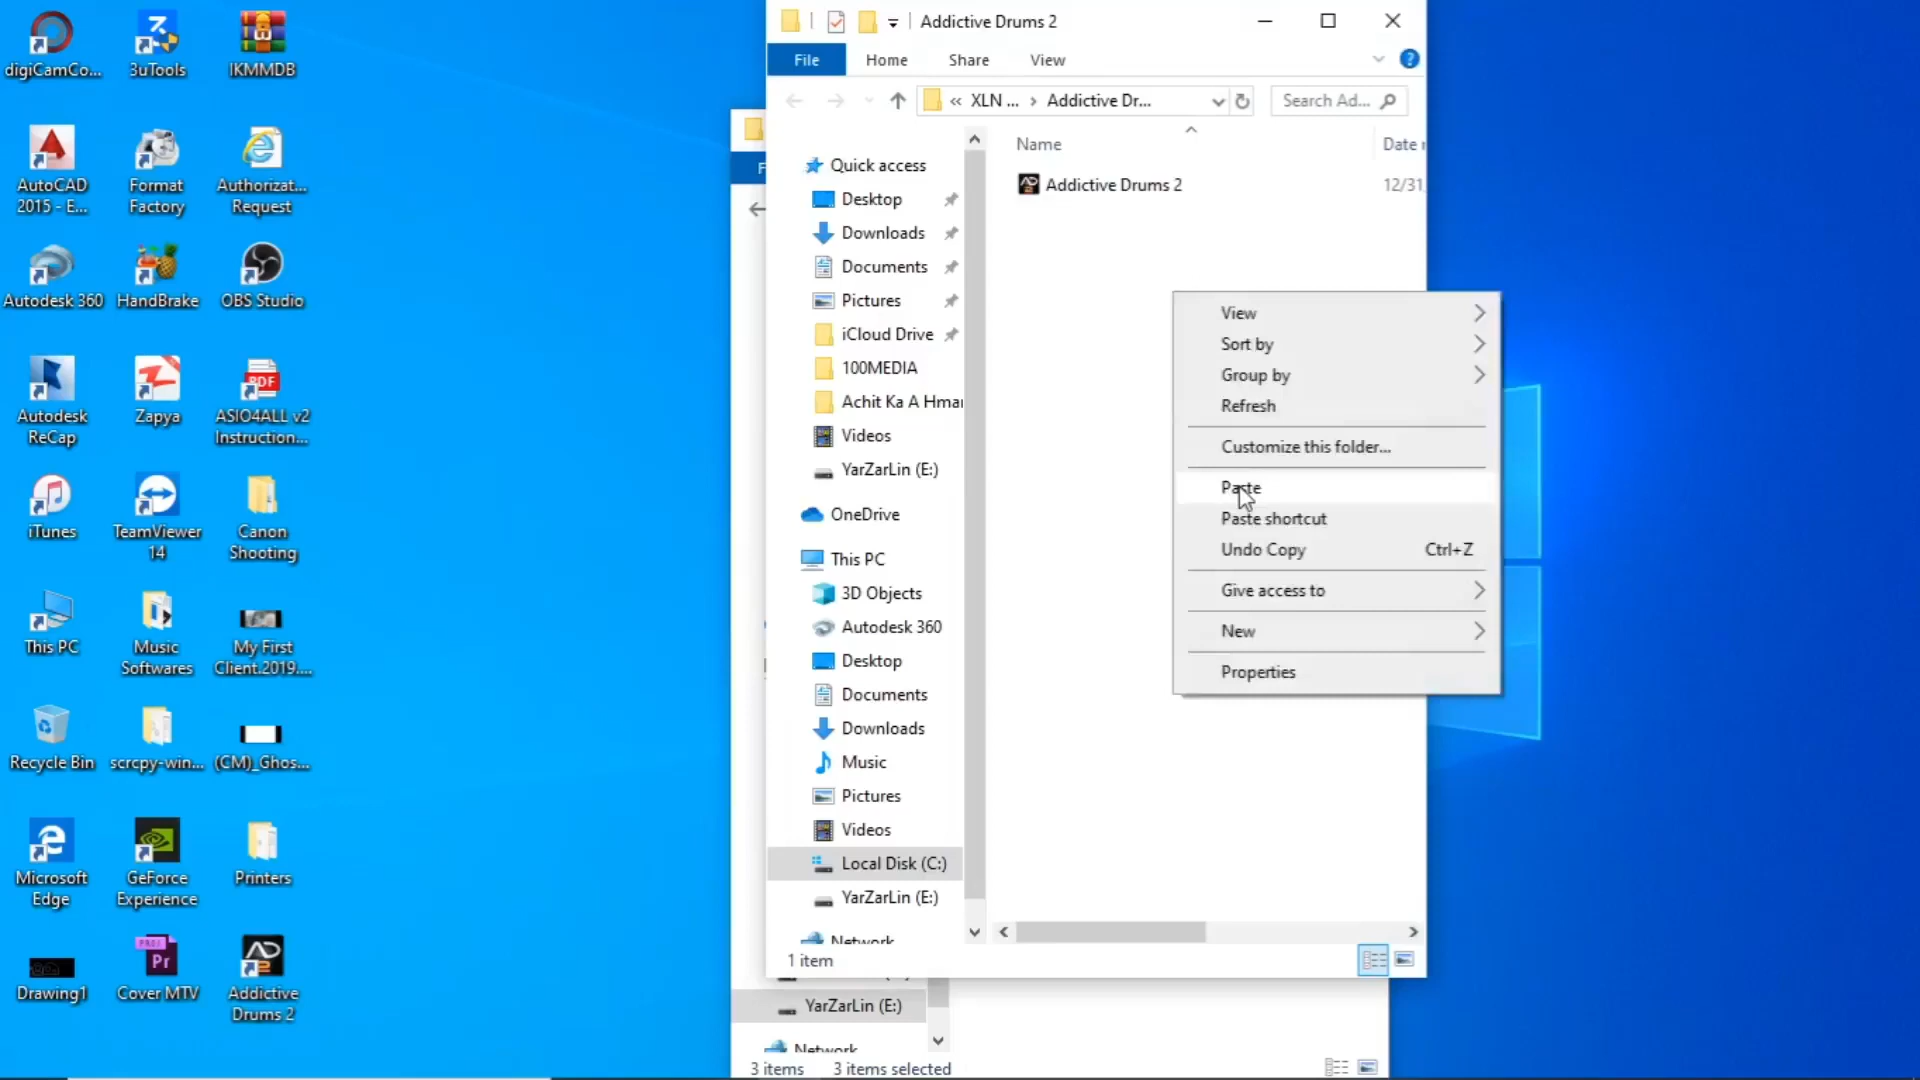 digiCamCo...
3uTools
IKMMDB
AutoCAD
2015 - E...
Format
Factory
Authorizat...
Request
Autodesk 360
HandBrake
OBS Studio
Autodesk
ReCap
Zapya
PDF
ASIO4ALL v2
Instruction...
iTunes
TeamViewer
14
Canon
Shooting
This PC
Music
Softwares
My First
Client.2019....
Recycle Bin
scrcpy-win...
(CM)_Ghos...
Microsoft
Edge
GeForce
Experience
Printers
Drawing1
PROJ
Pr
Cover MTV
Addictive
Drums 2
Addictive Drums 2
File
Home
Share
View
« XLN ... › Addictive Dr...
Search Ad...
Quick access
Desktop
Downloads
Documents
Pictures
iCloud Drive
100MEDIA
Achit Ka A Hmar
Videos
YarZarLin (E:)
OneDrive
This PC
3D Objects
Autodesk 360
Desktop
Documents
Downloads
Music
Pictures
Videos
Local Disk (C:)
YarZarLin (E:)
Network
1 item
Name
Date
Addictive Drums 2
12/31
View
Sort by
Group by
Refresh
Customize this folder...
Paste
Paste shortcut
Undo Copy Ctrl+Z
Give access to
New
Properties
YarZarLin (E:)
Network
3 items 3 items selected